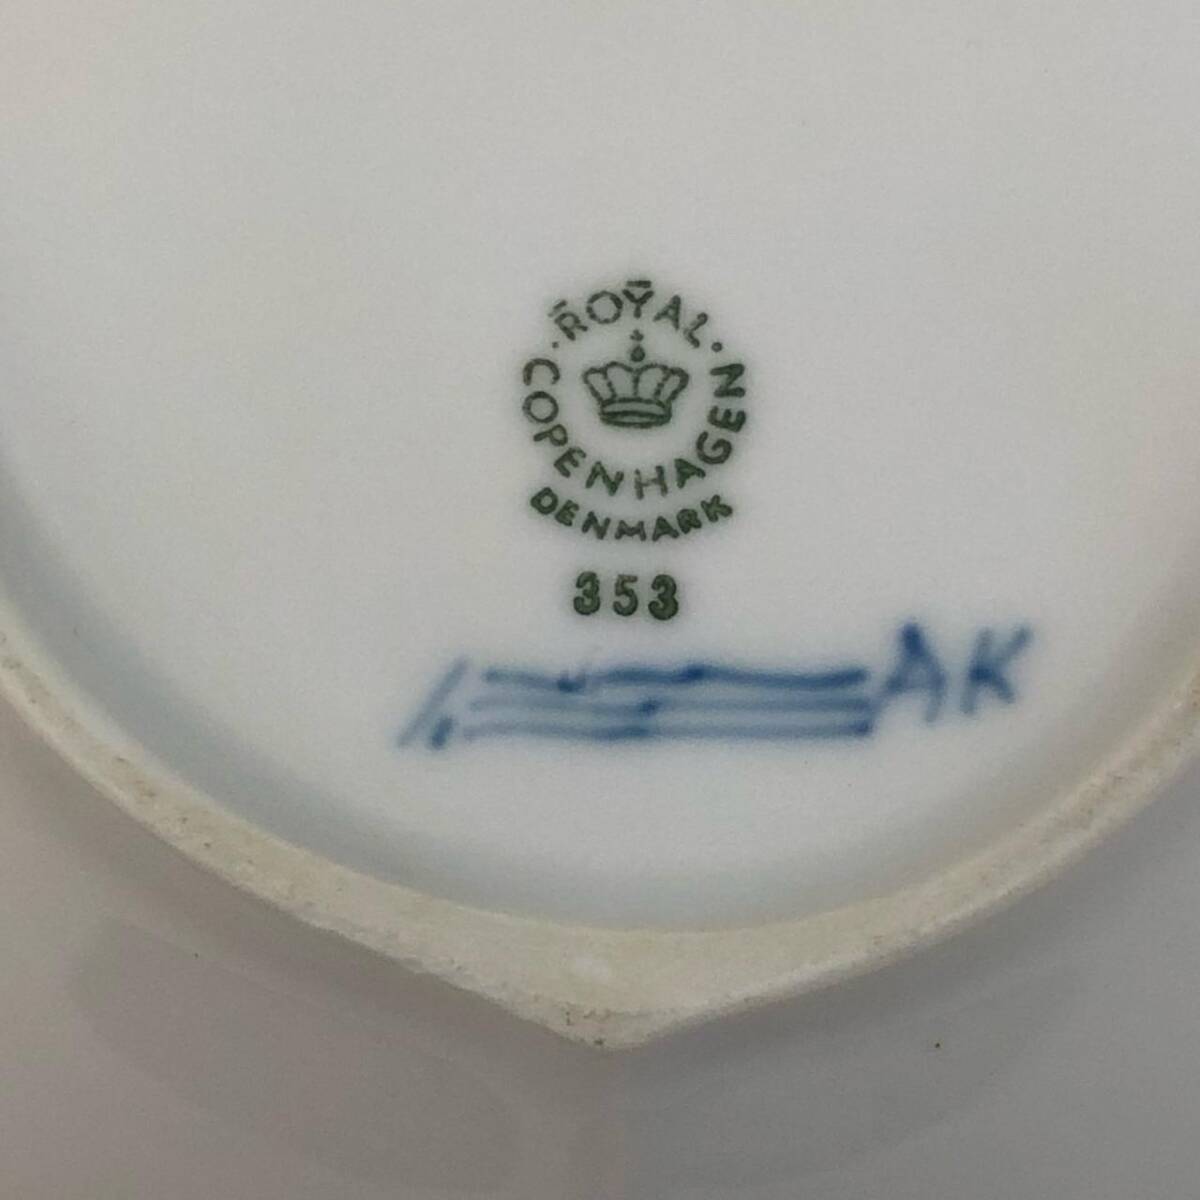 ROYAL
COPENHAGEN
DENMARK
353
AK